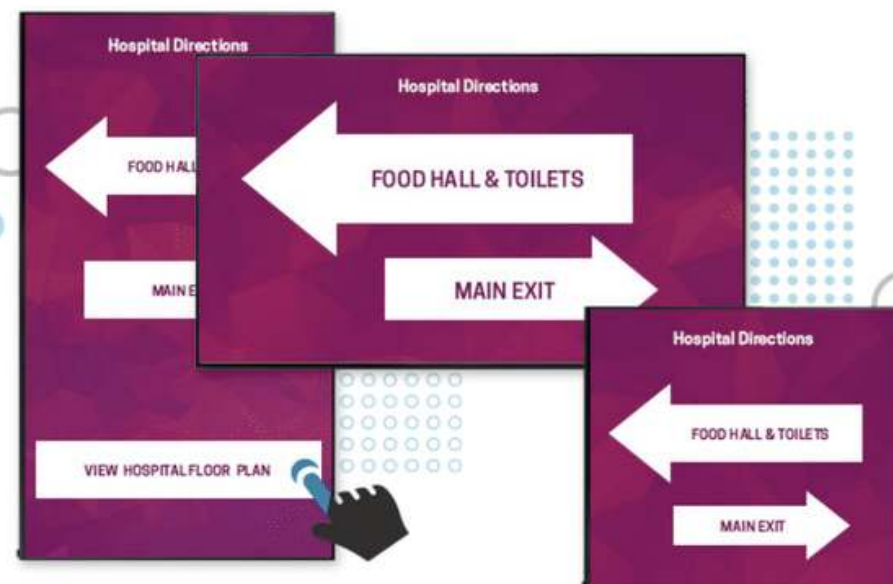 Hospital Directions
FOOD HALL
MAIN E
VIEW HOSPITAL FLOOR PLAN
Hospital Directions
FOOD HALL & TOILETS
MAIN EXIT
Hospital Directions
FOOD HALL & TOILETS
MAIN EXIT